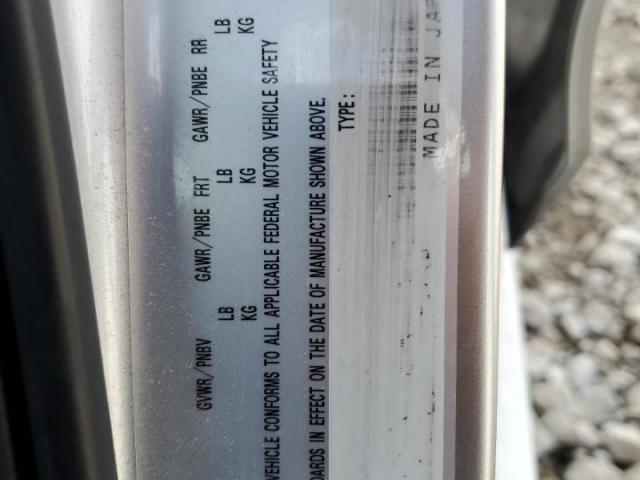 GVWR/PNBV GAWR/PNBE FRT GAWR/PNBE RR
LB LB LB
KG KG KG
VEHICLE CONFORMS TO ALL APPLICABLE FEDERAL MOTOR VEHICLE SAFETY
DARDS IN EFFECT ON THE DATE OF MANUFACTURE SHOWN ABOVE.
TYPE:
MADE IN JAP